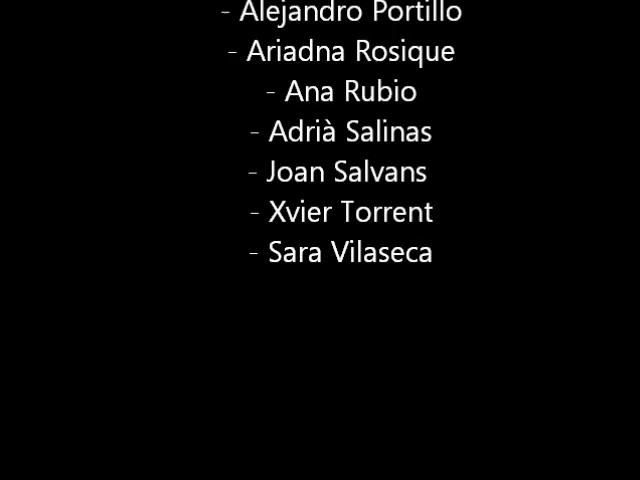 - Alejandro Portillo
- Ariadna Rosique
- Ana Rubio
- Adrià Salinas
- Joan Salvans
- Xvier Torrent
- Sara Vilaseca